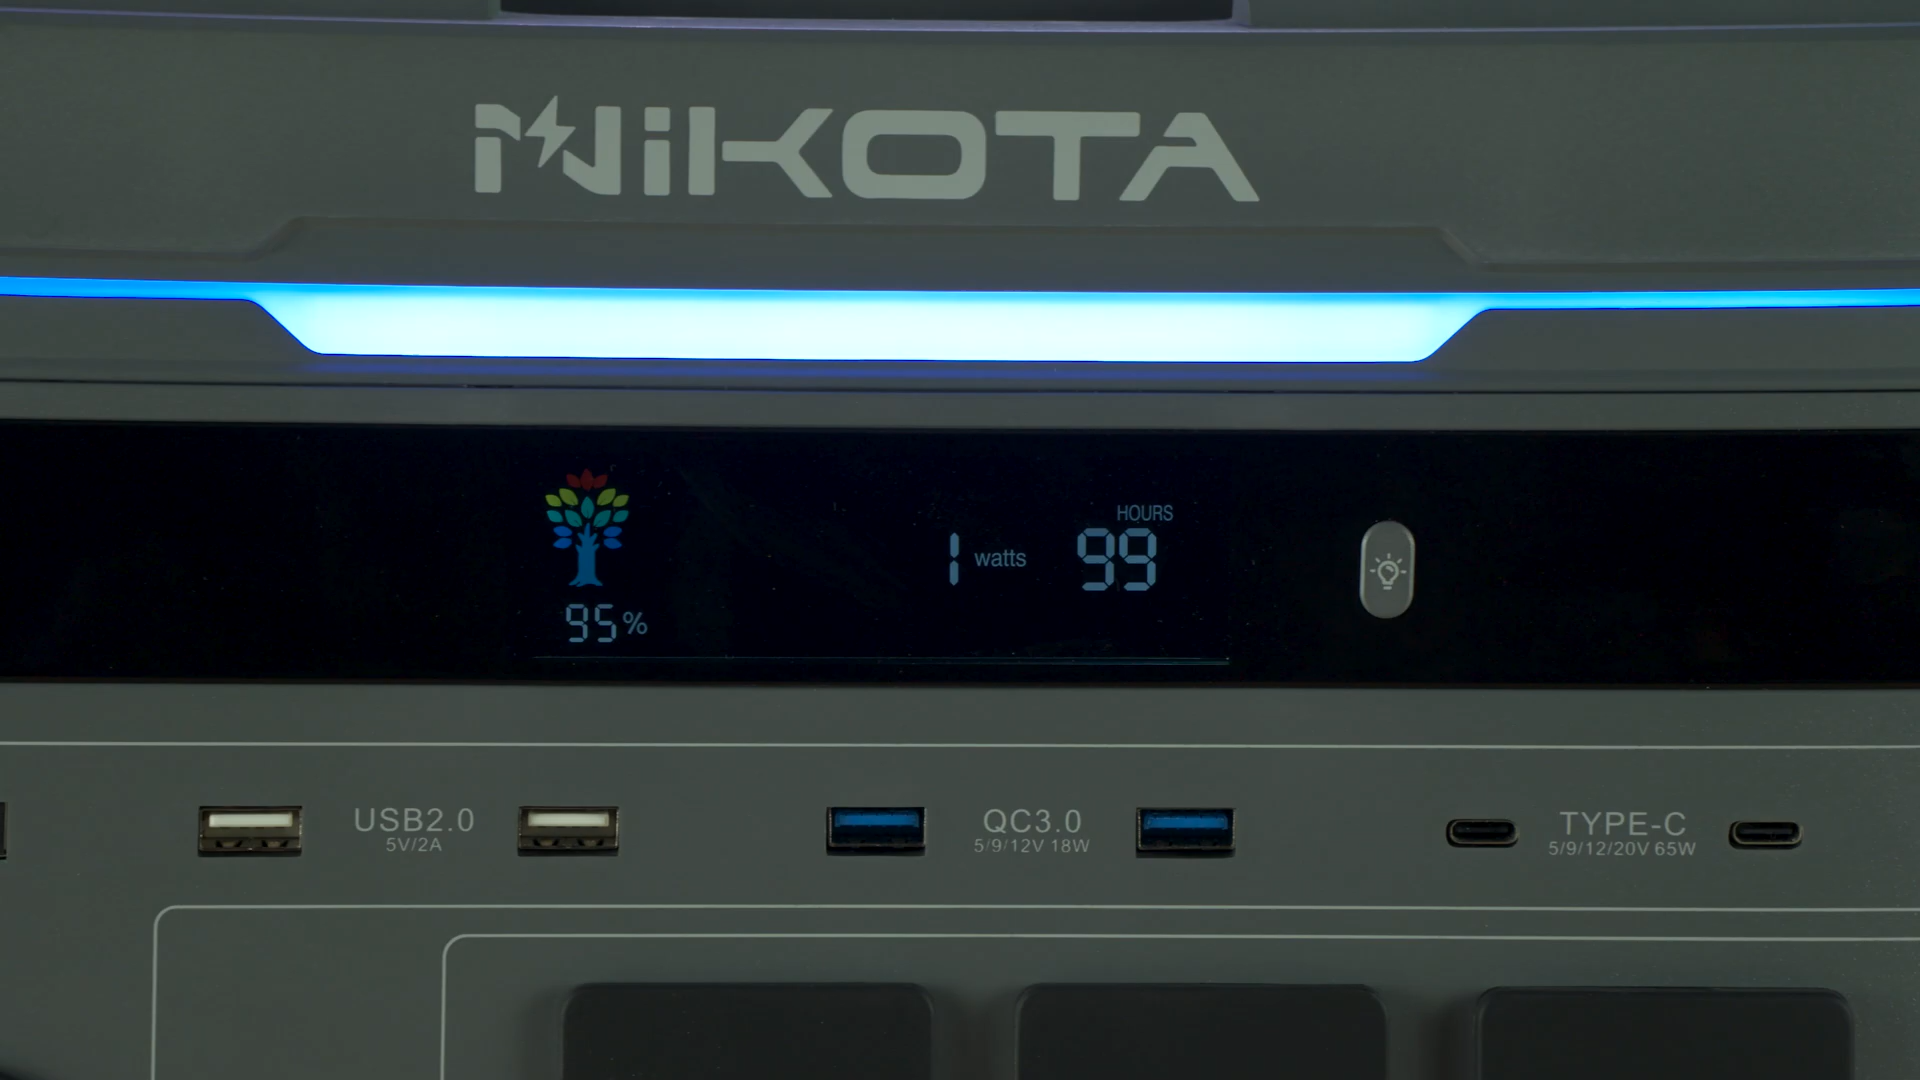 NIKOTA
HOURS
1 watts 99
95%
USB2.0
5V/2A
QC3.0
5/9/12V 18W
TYPE-C
5/9/12/20V 65W